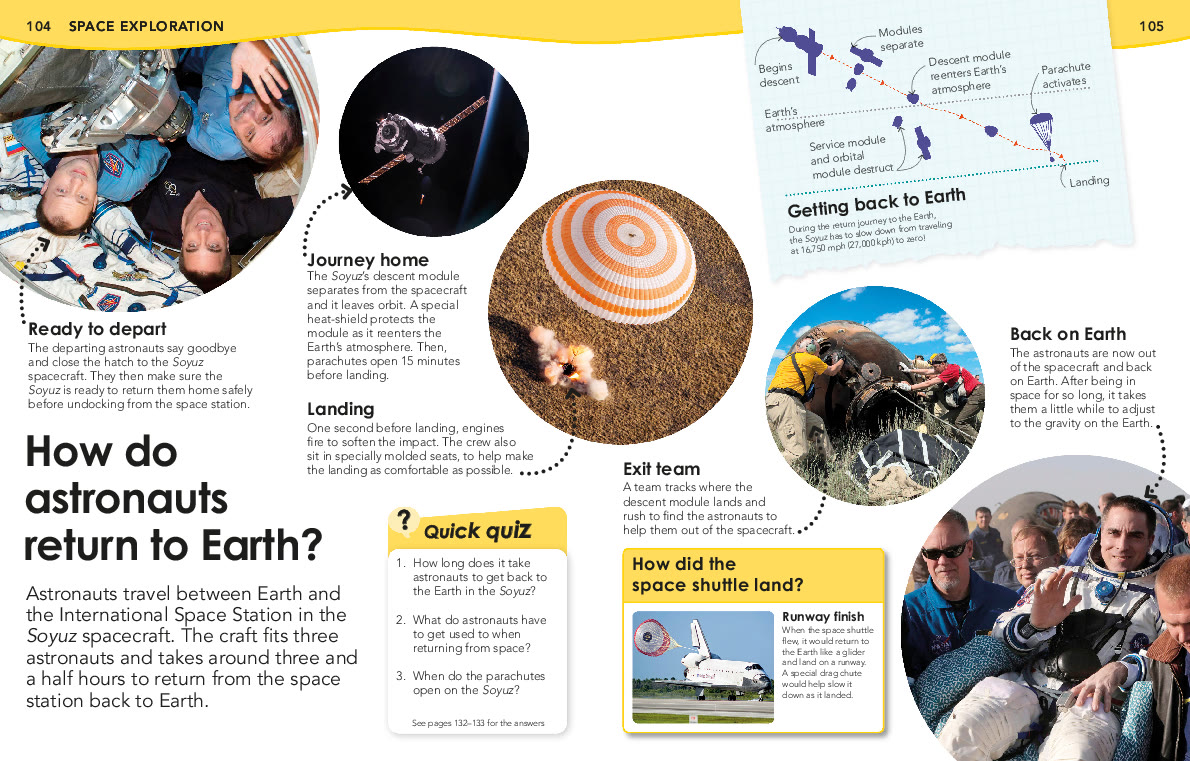 104 SPACE EXPLORATION
105
Ready to depart
The departing astronauts say goodbye
and close the hatch to the Soyuz
spacecraft. They then make sure the
Soyuz is ready to return them home safely
before undocking from the space station.
How do
astronauts
return to Earth?
Astronauts travel between Earth and
the International Space Station in the
Soyuz spacecraft. The craft fits three
astronauts and takes around three and
a half hours to return from the space
station back to Earth.
Journey home
The Soyuz's descent module
separates from the spacecraft
and it leaves orbit. A special
heat-shield protects the
module as it reenters the
Earth's atmosphere. Then,
parachutes open 15 minutes
before landing.
Landing
One second before landing, engines
fire to soften the impact. The crew also
sit in specially molded seats, to help make
the landing as comfortable as possible.
? Quick quiz
1. How long does it take
astronauts to get back to
the Earth in the Soyuz?
2. What do astronauts have
to get used to when
returning from space?
3. When do the parachutes
open on the Soyuz?
See pages 132–133 for the answers
Begins
descent
Modules
separate
Descent module
reenters Earth's
atmosphere
Parachute
activates
Earth's
atmosphere
Service module
and orbital
module destruct
Landing
Getting back to Earth
During the return journey to the Earth,
the Soyuz has to slow down from traveling
at 16,750 mph (27,000 kph) to zero!
Exit team
A team tracks where the
descent module lands and
rush to find the astronauts to
help them out of the spacecraft.
How did the
space shuttle land?
Runway finish
When the space shuttle
flew, it would return to
the Earth like a glider
and land on a runway.
A special drag chute
would help slow it
down as it landed.
Back on Earth
The astronauts are now out
of the spacecraft and back
on Earth. After being in
space for so long, it takes
them a little while to adjust
to the gravity on the Earth.